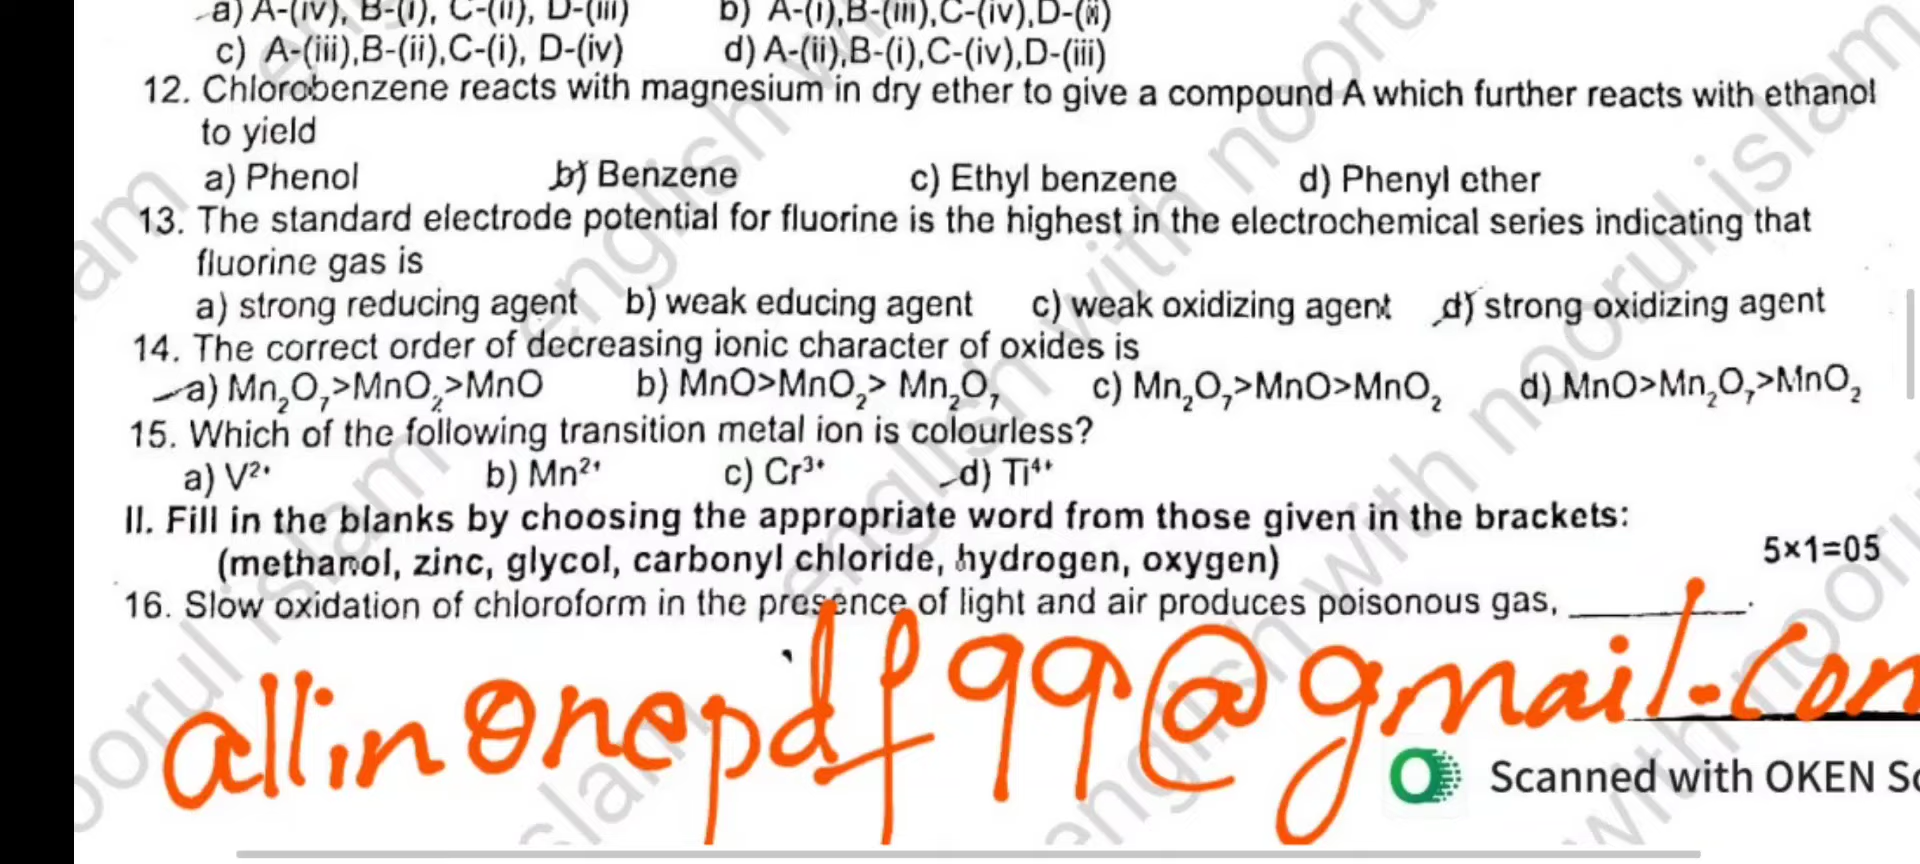 a) A-(iv), B-(i), C-(ii), D-(iii) b) A-(i),B-(iii),C-(iv),D-(ii)
c) A-(iii),B-(ii),C-(i), D-(iv) d) A-(ii),B-(i),C-(iv),D-(iii)
12. Chlorobenzene reacts with magnesium in dry ether to give a compound A which further reacts with ethanol
to yield
a) Phenol b) Benzene c) Ethyl benzene d) Phenyl ether
13. The standard electrode potential for fluorine is the highest in the electrochemical series indicating that
fluorine gas is
a) strong reducing agent b) weak educing agent c) weak oxidizing agent d) strong oxidizing agent
14. The correct order of decreasing ionic character of oxides is
a) Mn₂O₇>MnO₂>MnO b) MnO>MnO₂> Mn₂O₇ c) Mn₂O₇>MnO>MnO₂ d) MnO>Mn₂O₇>MnO₂
15. Which of the following transition metal ion is colourless?
a) V²⁺ b) Mn²⁺ c) Cr³⁺ d) Ti⁴⁺
II. Fill in the blanks by choosing the appropriate word from those given in the brackets:
(methanol, zinc, glycol, carbonyl chloride, hydrogen, oxygen) 5×1=05
16. Slow oxidation of chloroform in the presence of light and air produces poisonous gas, ________.
allinonepdf99@gmail.com
Scanned with OKEN Sc
english with noorul islam